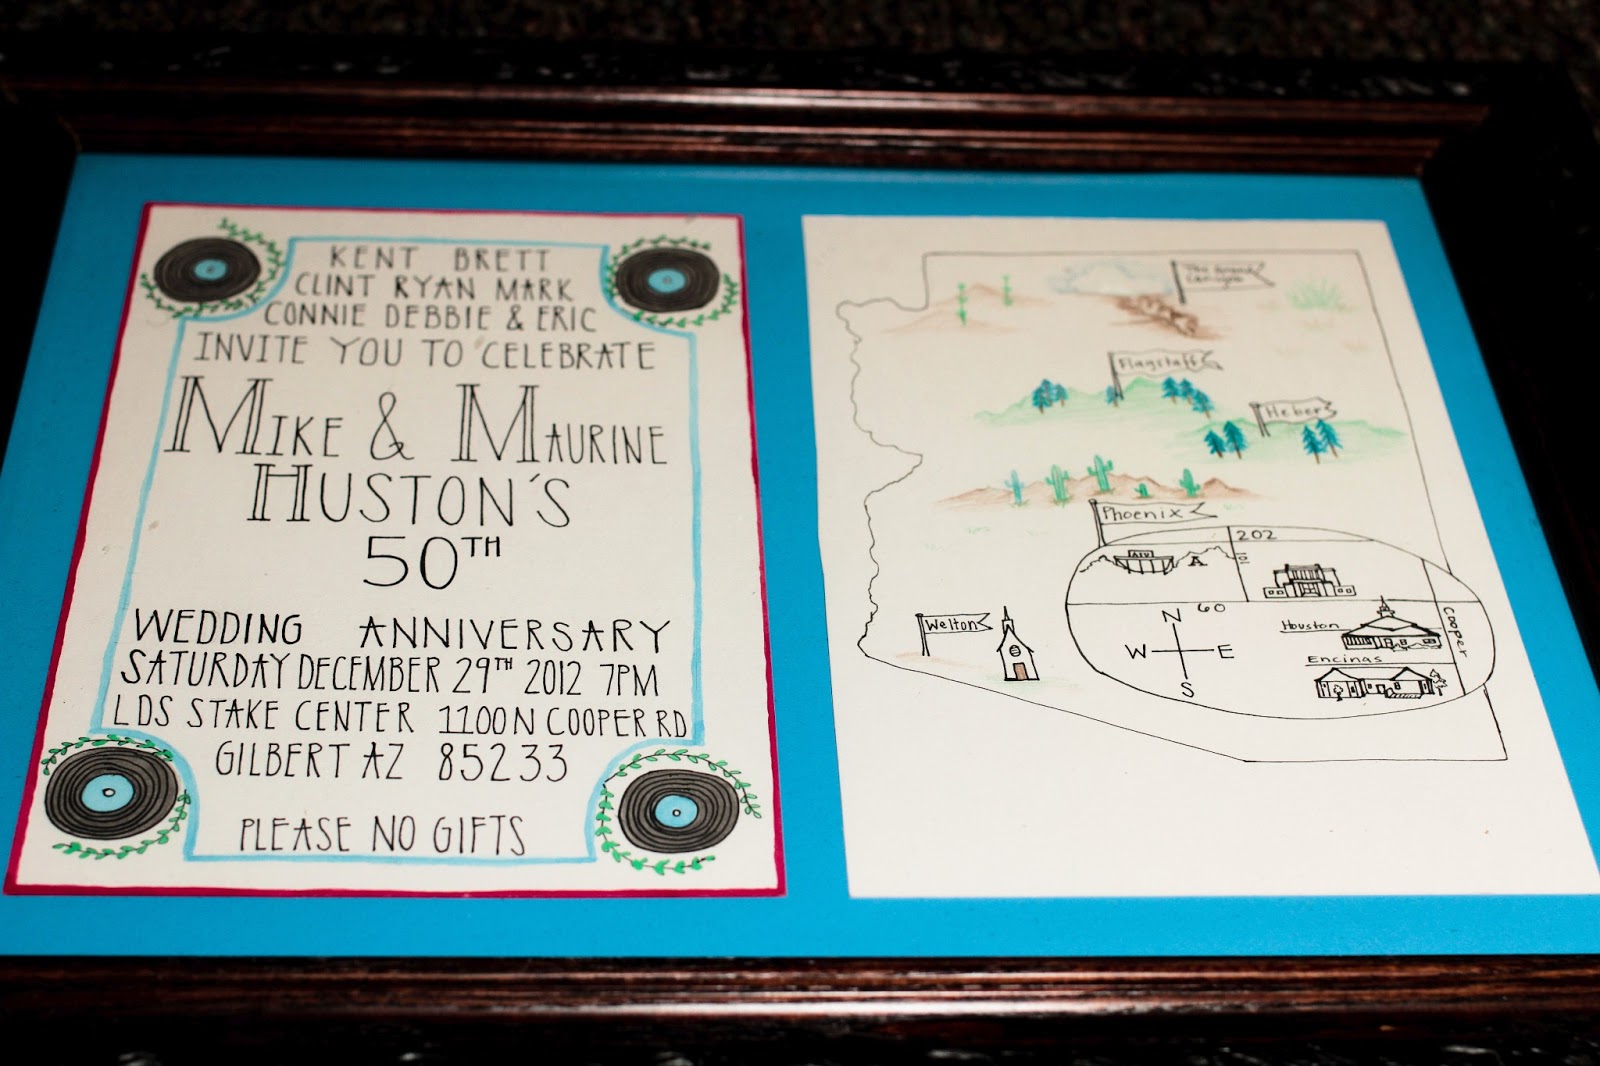 KENT BRETT
CLINT RYAN MARK
CONNIE DEBBIE & ERIC
INVITE YOU TO CELEBRATE
MIKE & MAURINE
HUSTON'S
50TH
WEDDING ANNIVERSARY
SATURDAY DECEMBER 29TH 2012 7PM
LDS STAKE CENTER 1100 N COOPER RD
GILBERT AZ 85233
PLEASE NO GIFTS
The Grand
Canyon
Flagstaff
Heber
Phoenix
202
101
A
60
Welton
Houston
Cooper
Encinas
N
W E
S